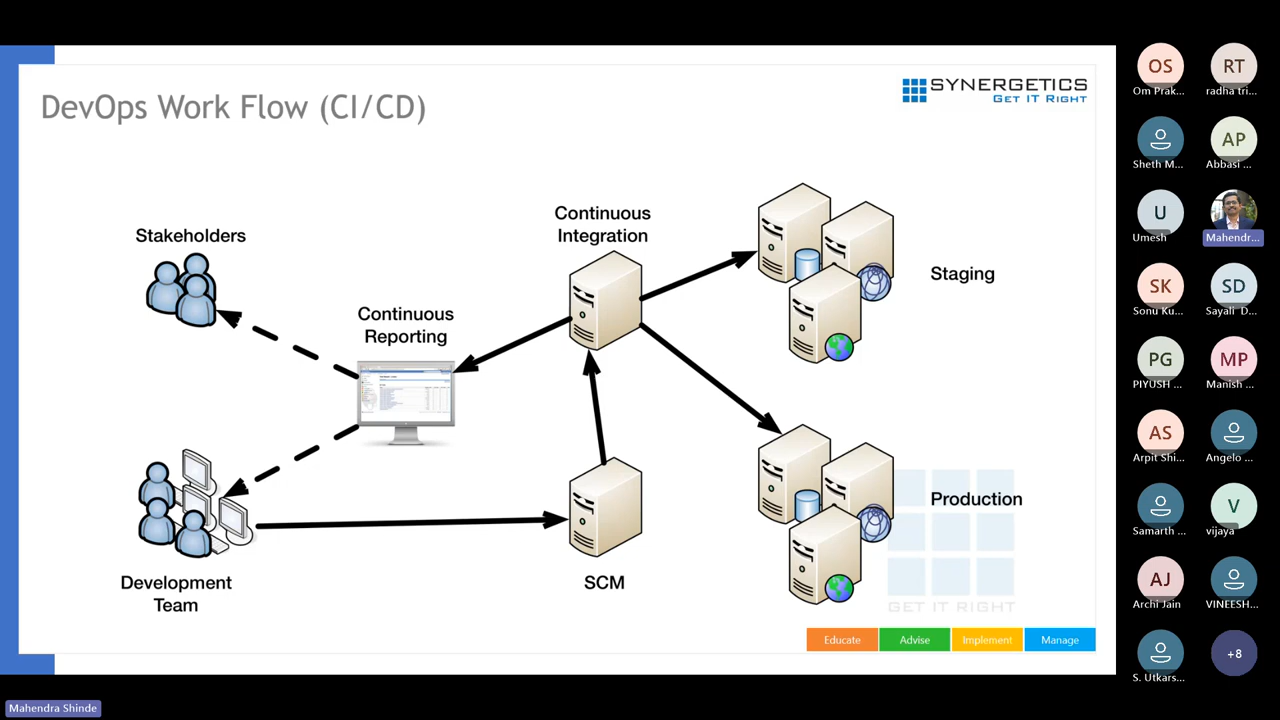 DevOps Work Flow (CI/CD)
SYNERGETICS
GET IT RIGHT
Stakeholders
Continuous
Integration
Continuous
Reporting
Staging
Production
Development
Team
SCM
GET IT RIGHT
Educate
Advise
Implement
Manage
OS
Om Prak...
RT
radha tri...
Sheth M...
AP
Abbasi ...
U
Umesh
Mahendr...
SK
Sonu Ku...
SD
Sayali D...
PG
PIYUSH ...
MP
Manish ...
AS
Arpit Shi...
Angelo ...
Samarth ...
V
vijaya
AJ
Archi Jain
VINEESH...
S. Utkars...
+8
Mahendra Shinde